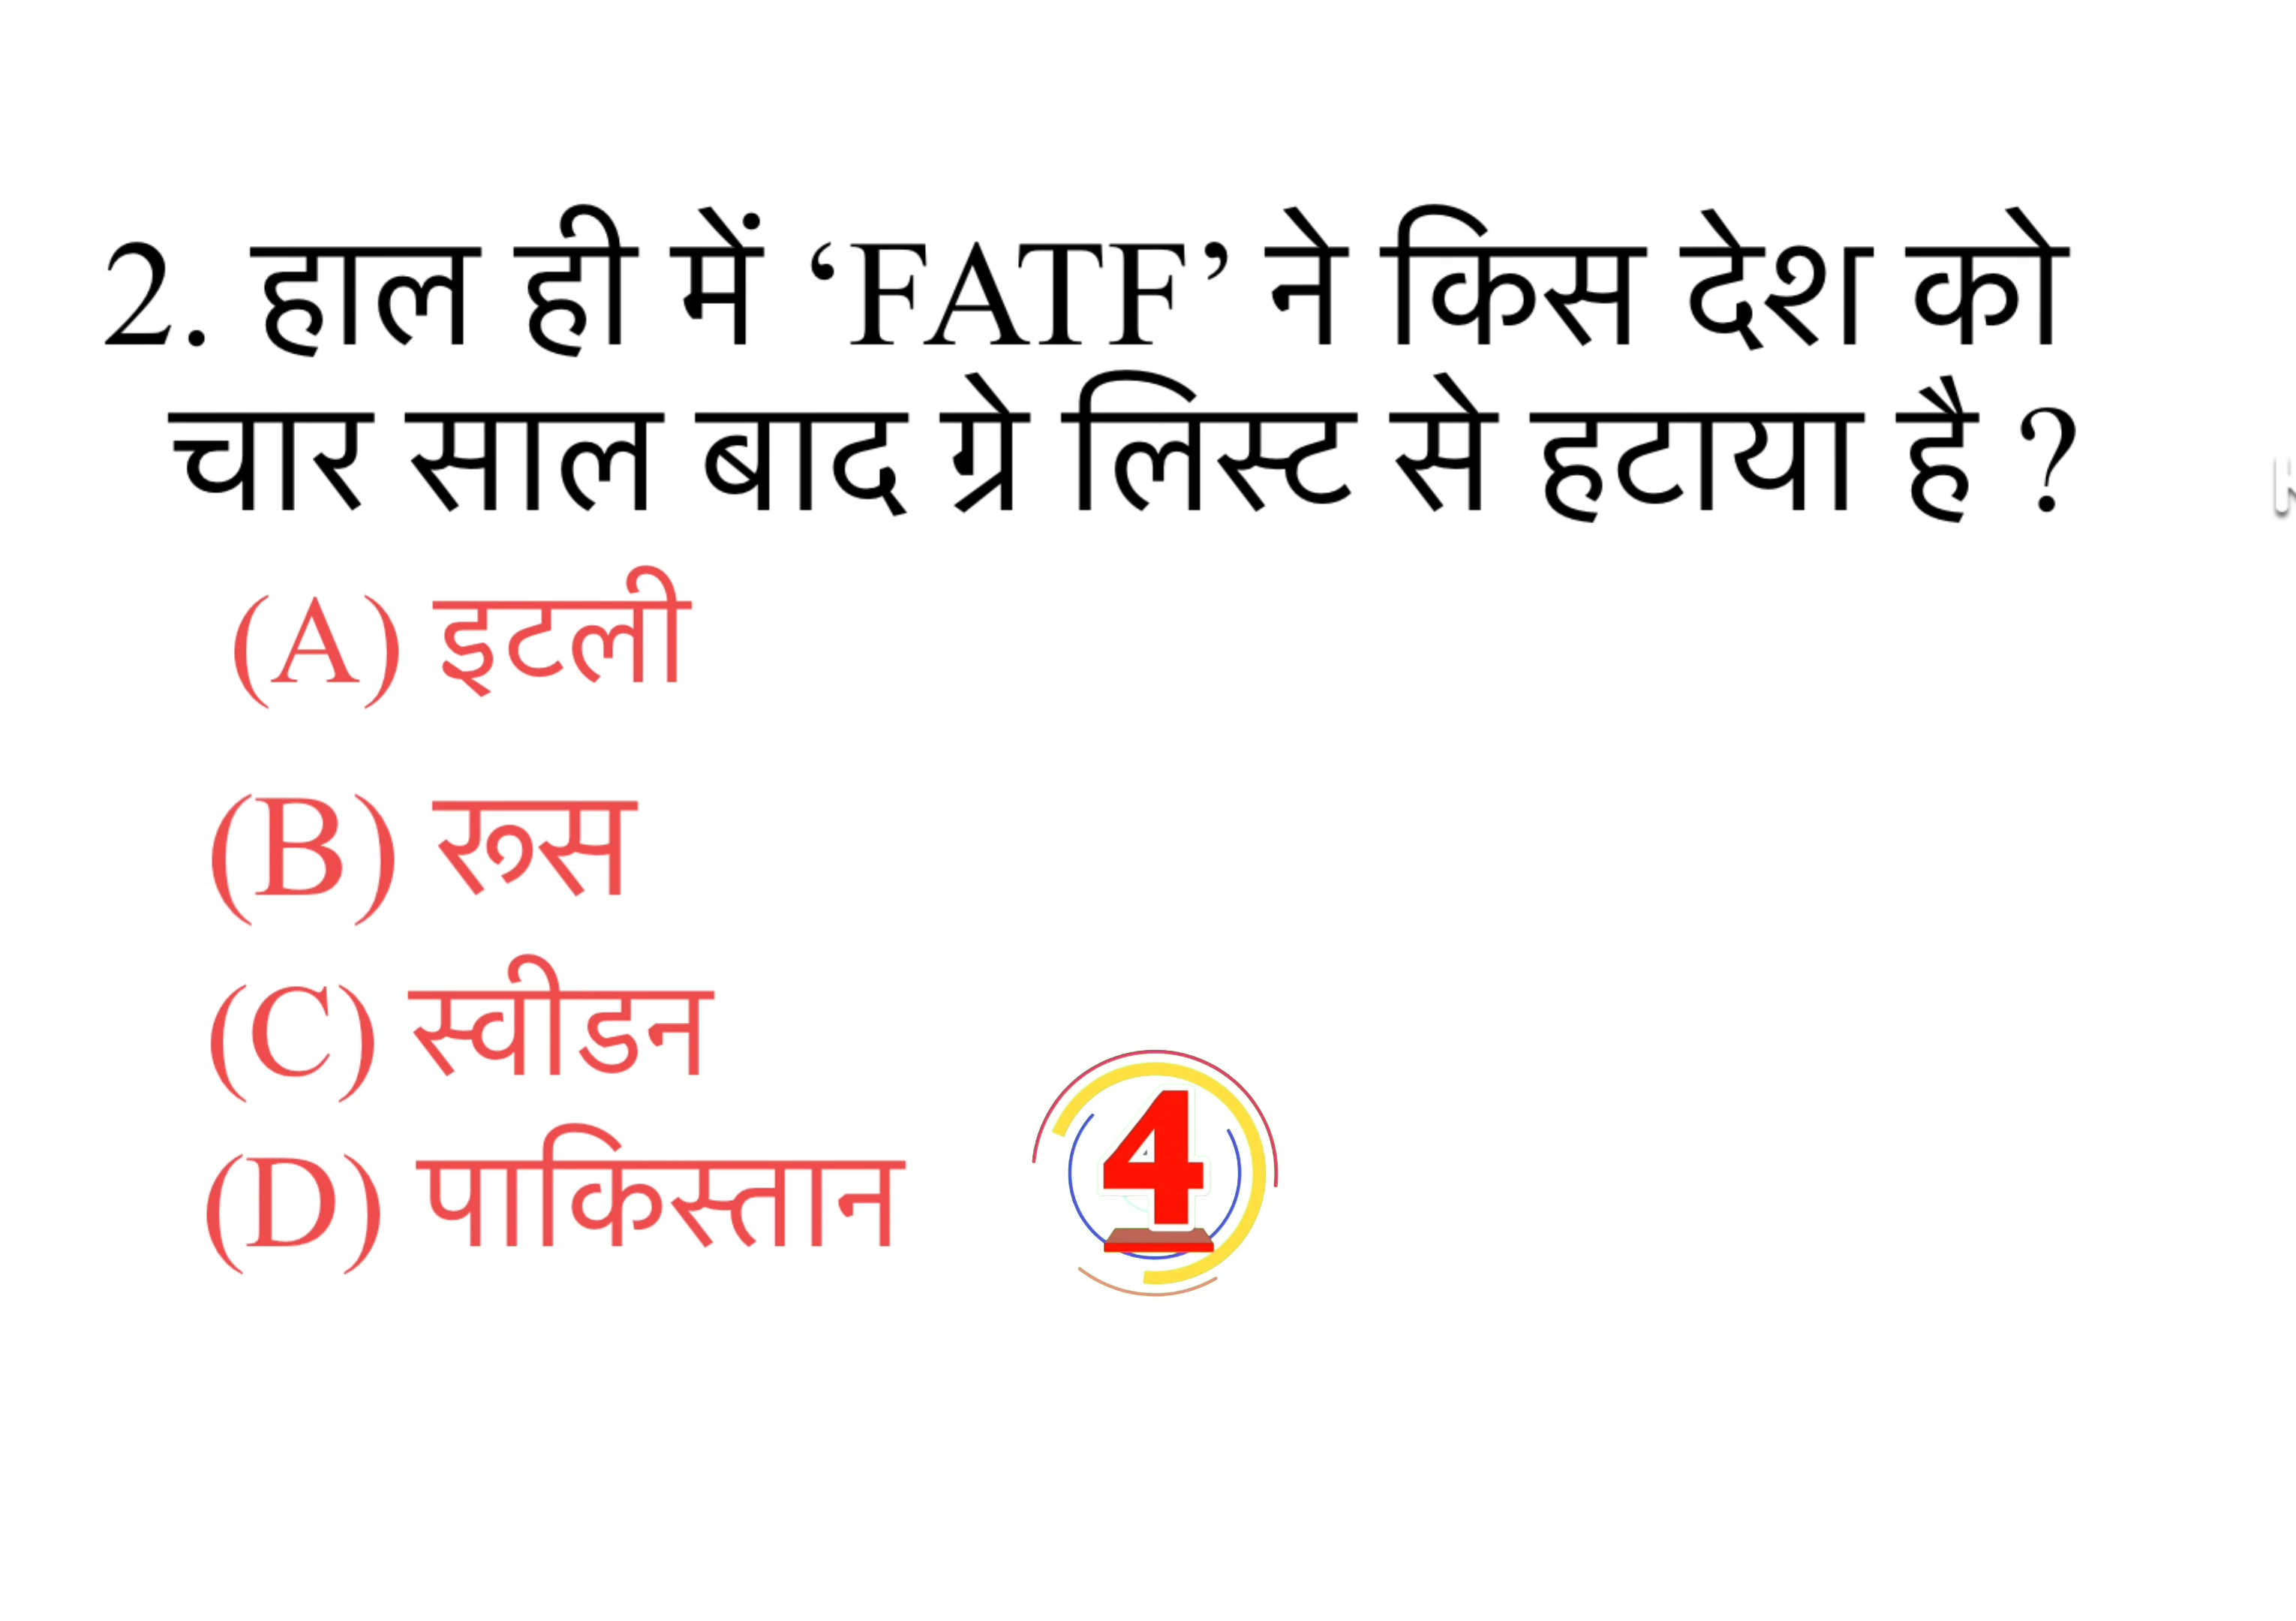 2. हाल ही में ‘FATF’ ने किस देश को
चार साल बाद ग्रे लिस्ट से हटाया है ?
(A) इटली
(B) रूस
(C) स्वीडन
(D) पाकिस्तान
4